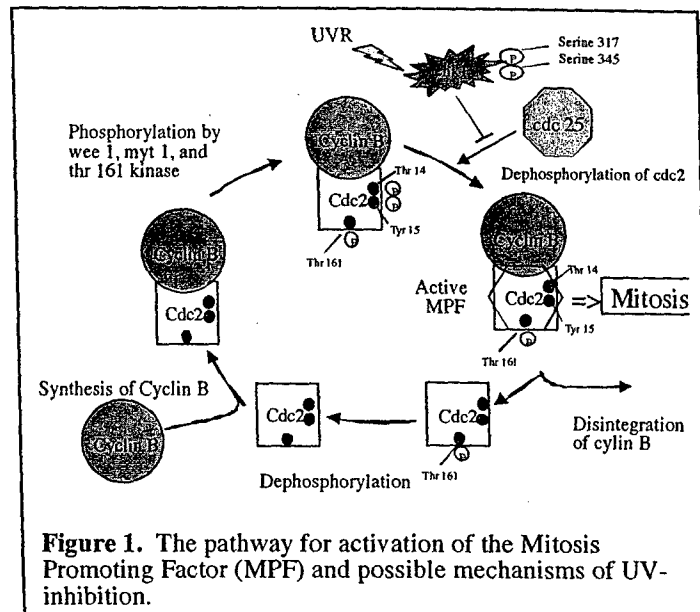 UVR
Serine 317
Serine 345
P
P
cdc 25
Phosphorylation by
wee 1, myt 1, and
thr 161 kinase
Cyclin B
Dephosphorylation of cdc2
Thr 14
Cdc2
P
P
Tyr 15
Thr 161
P
Cyclin B
Cdc2
Cyclin B
Active
MPF
Thr 14
Cdc2
=> Mitosis
Tyr 15
Thr 161
P
Synthesis of Cyclin B
Cyclin B
Cdc2
Cdc2
Thr 161
P
Dephosphorylation
Disintegration
of cylin B
Figure 1. The pathway for activation of the Mitosis
Promoting Factor (MPF) and possible mechanisms of UV-
inhibition.